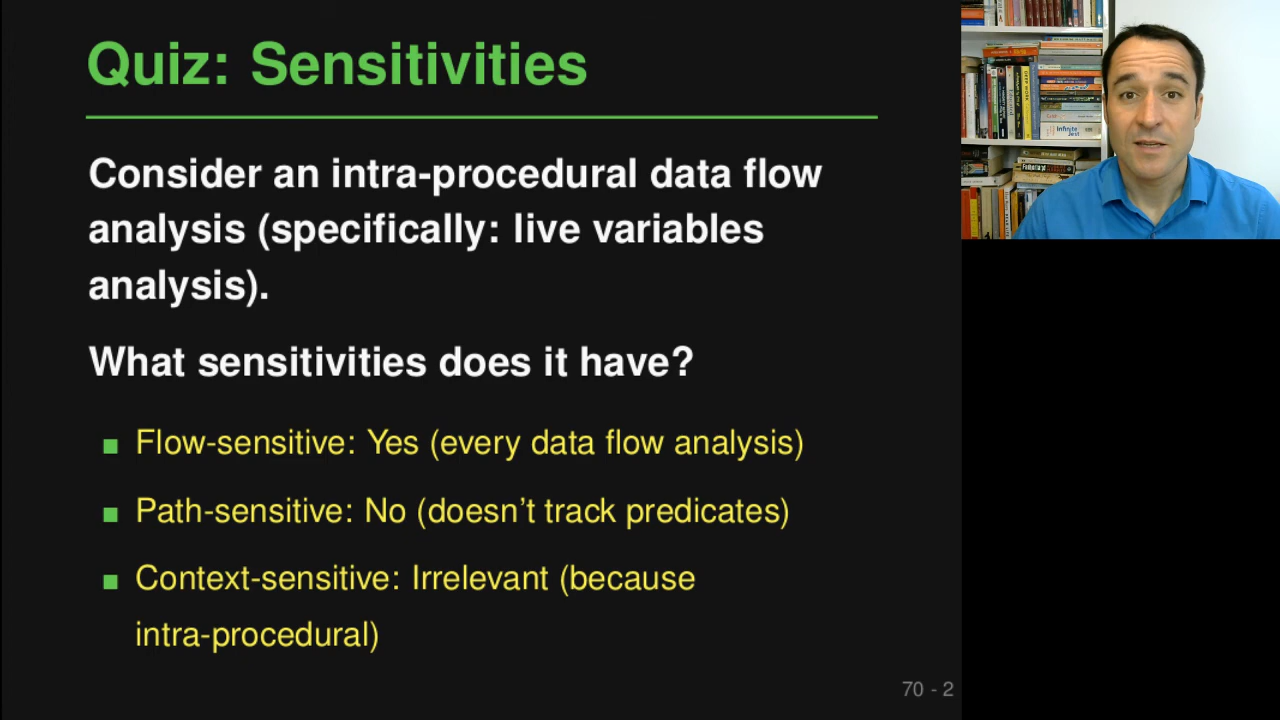 Quiz: Sensitivities
Consider an intra-procedural data flow
analysis (specifically: live variables
analysis).
What sensitivities does it have?
Flow-sensitive: Yes (every data flow analysis)
Path-sensitive: No (doesn't track predicates)
Context-sensitive: Irrelevant (because
intra-procedural)
70 - 2
Infinite
Jest